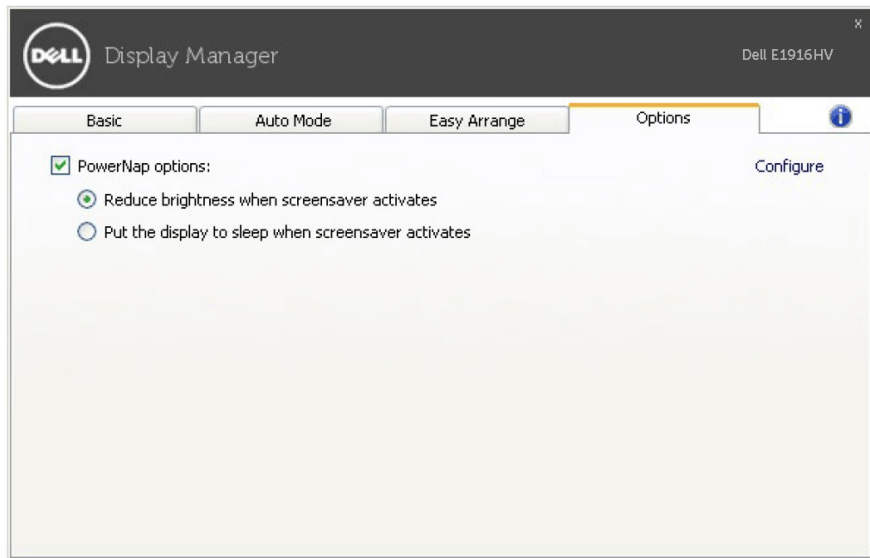 x
DELL Display Manager
Dell E1916HV
Basic Auto Mode Easy Arrange Options i
PowerNap options: Configure
Reduce brightness when screensaver activates
Put the display to sleep when screensaver activates